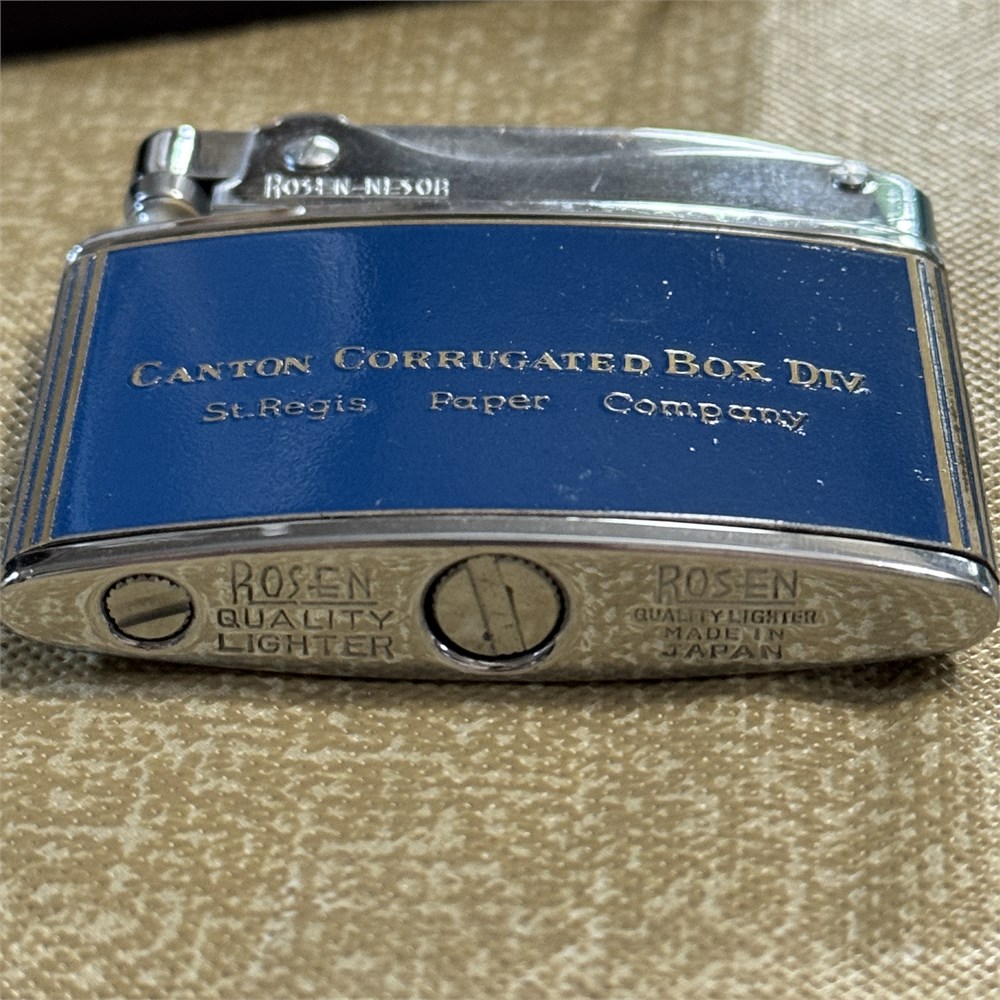 ROSEN-NESOR
CANTON CORRUGATED BOX DIV.
St. Regis Paper Company
ROSEN
QUALITY
LIGHTER
ROSEN
QUALITY LIGHTER
MADE IN
JAPAN